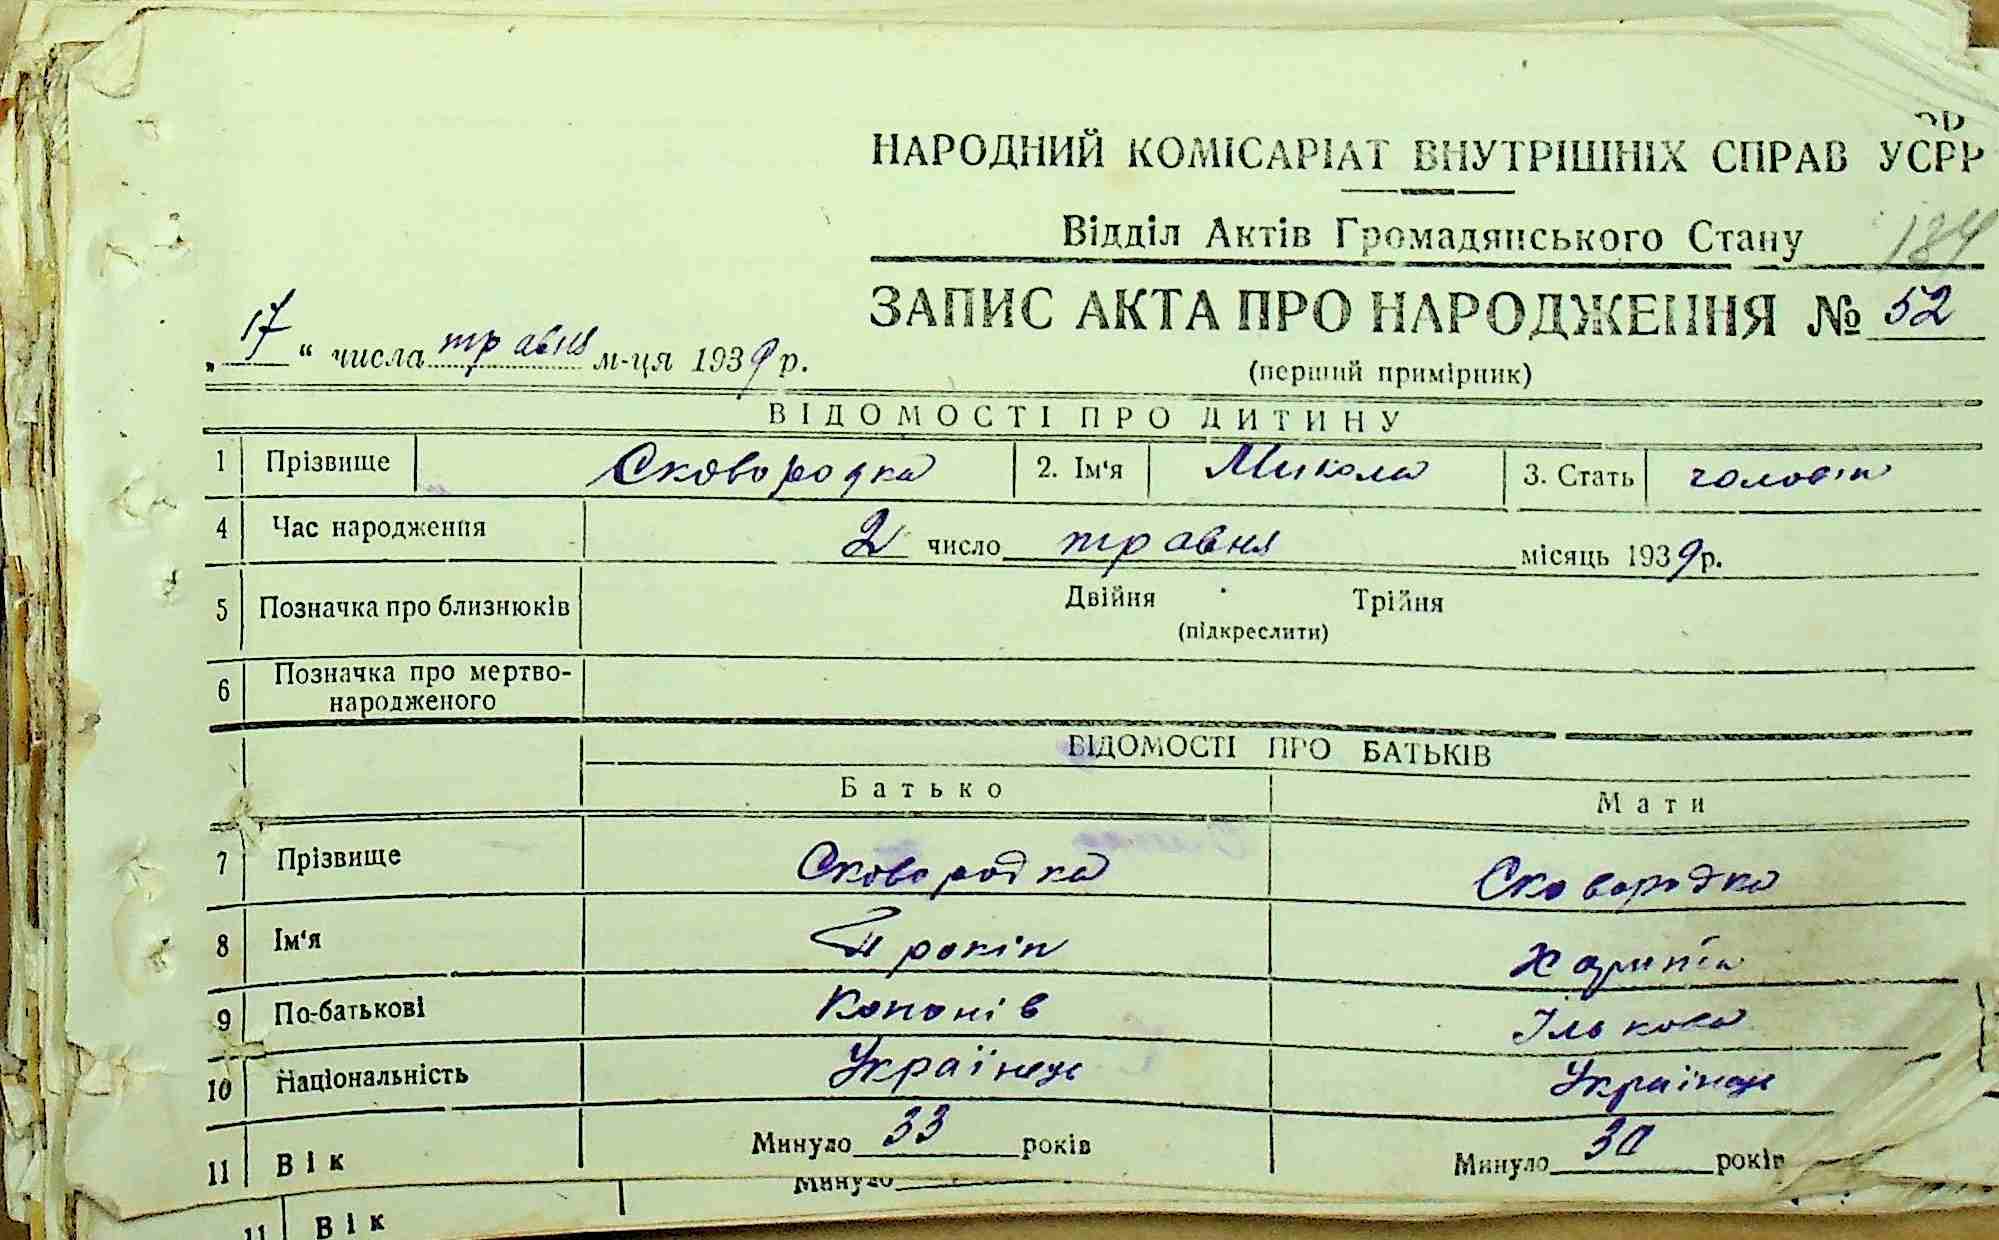 НАРОДНИЙ КОМІСАРІАТ ВНУТРІШНІХ СПРАВ УСРР
Відділ Актів Громадянського Стану 184
ЗАПИС АКТА ПРО НАРОДЖЕННЯ № 52
„ 17 “ числа травня м-ця 1939 р.
(перший примірник)
ВІДОМОСТІ ПРО ДИТИНУ
1 Прізвище Сковородка 2. Ім'я Микола 3. Стать чоловіч
4 Час народження 2 число травня місяць 1939 р.
5 Позначка про близнюків Двійня Трійня
(підкреслити)
6 Позначка про мертво-
народженого
ВІДОМОСТІ ПРО БАТЬКІВ
Батько Мати
7 Прізвище Сковородка Сковородка
8 Ім'я Прокіп
9 По-батькові Ількова
10 Національність Українец Українец
11 Вік Минуло 33 років Минуло 30 років
Минуло
11 Вік